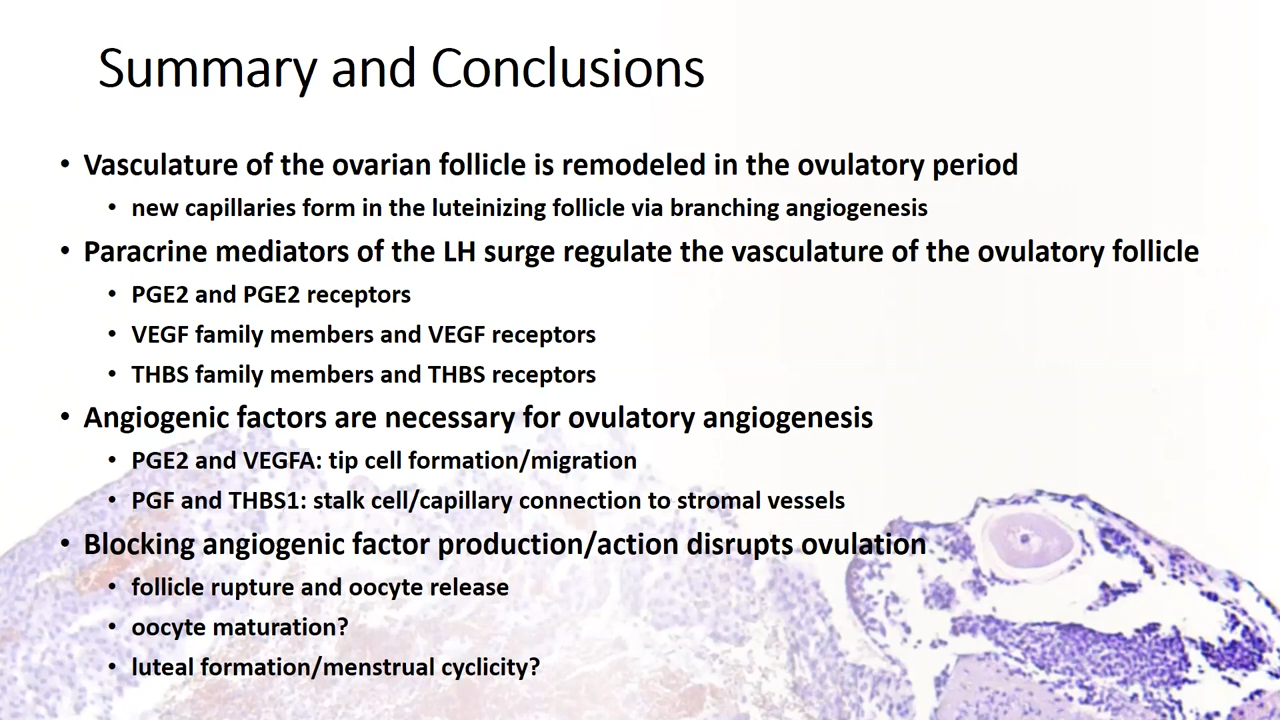 Summary and Conclusions
• Vasculature of the ovarian follicle is remodeled in the ovulatory period
• new capillaries form in the luteinizing follicle via branching angiogenesis
• Paracrine mediators of the LH surge regulate the vasculature of the ovulatory follicle
• PGE2 and PGE2 receptors
• VEGF family members and VEGF receptors
• THBS family members and THBS receptors
• Angiogenic factors are necessary for ovulatory angiogenesis
• PGE2 and VEGFA: tip cell formation/migration
• PGF and THBS1: stalk cell/capillary connection to stromal vessels
• Blocking angiogenic factor production/action disrupts ovulation
• follicle rupture and oocyte release
• oocyte maturation?
• luteal formation/menstrual cyclicity?